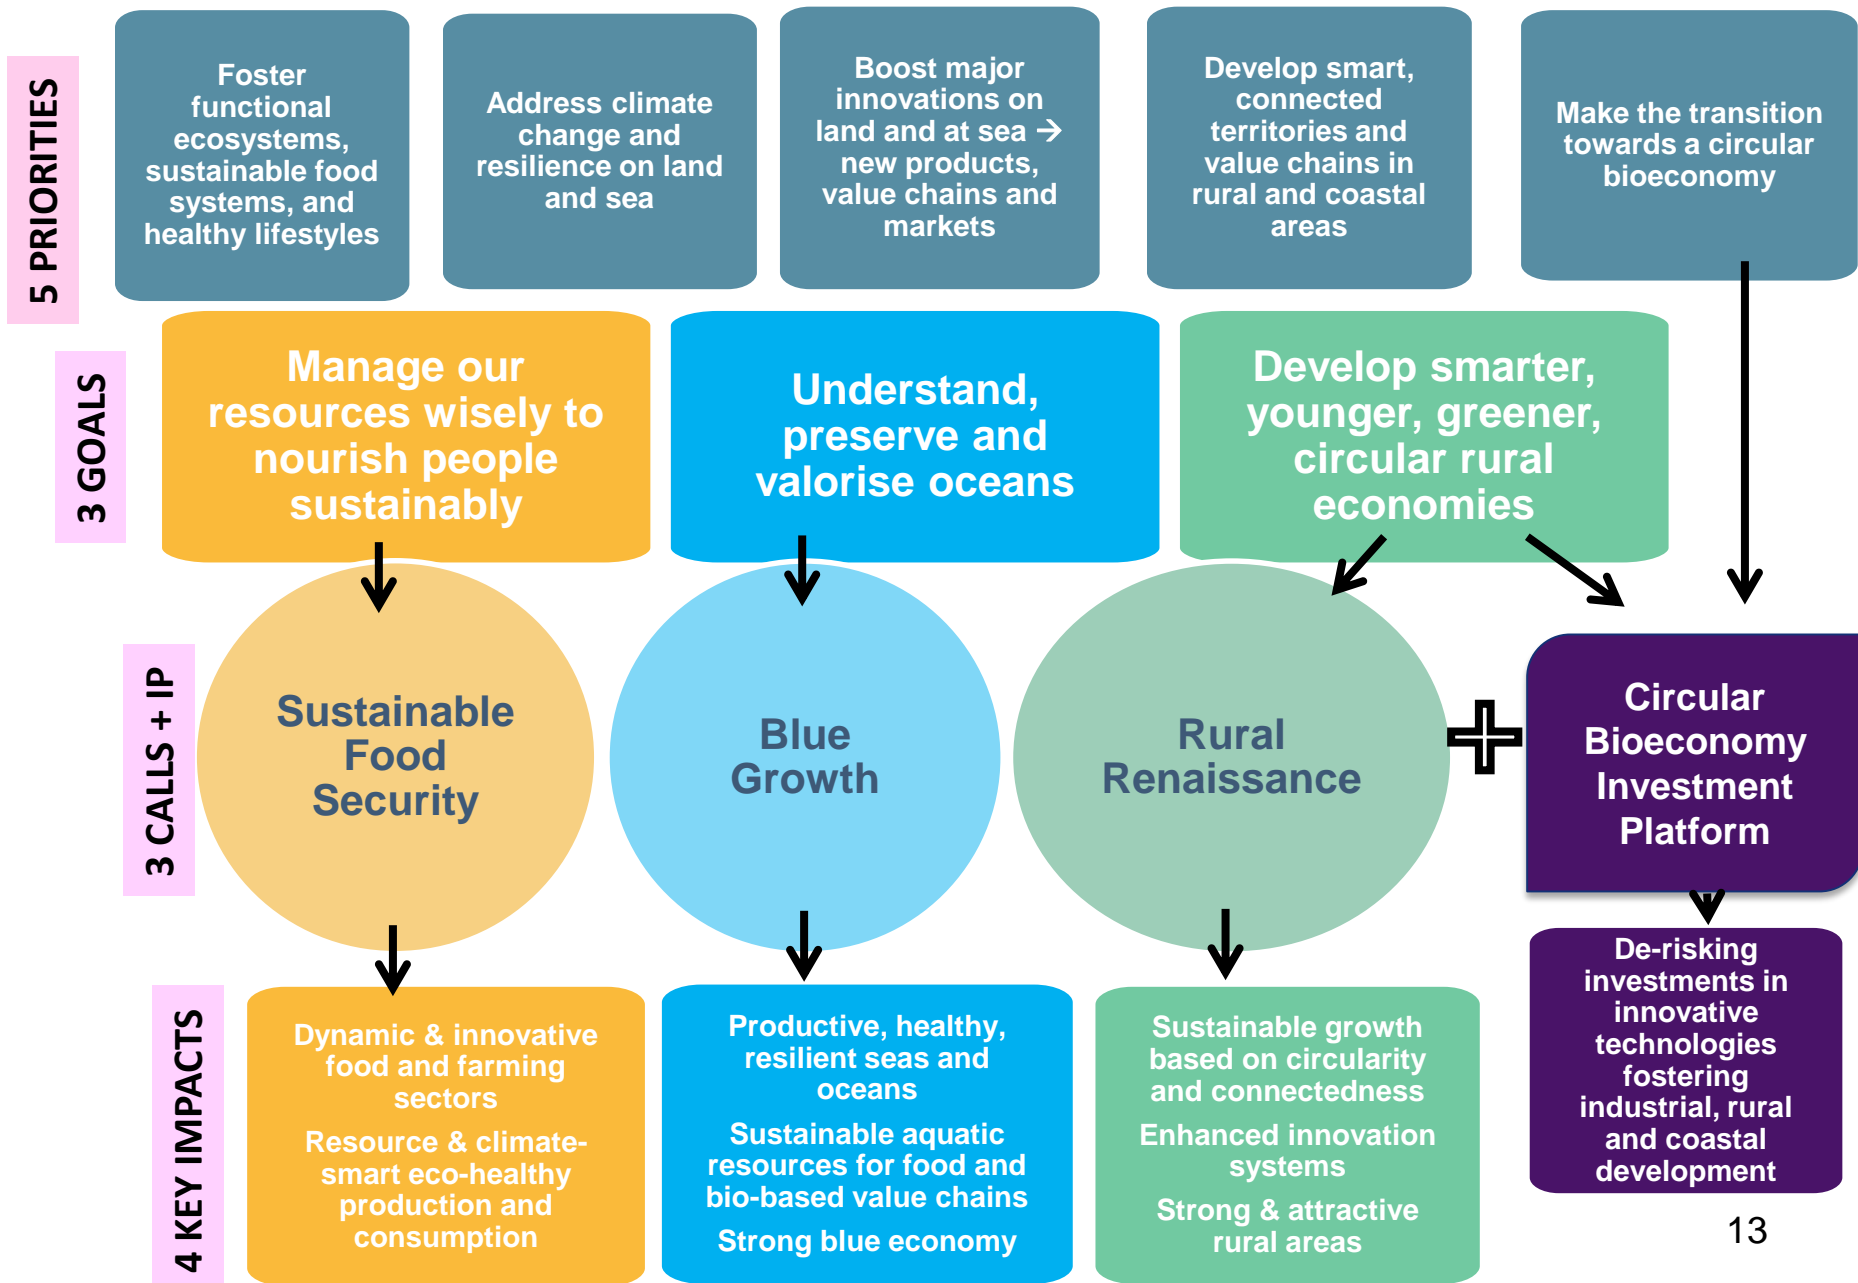 5 PRIORITIES
Foster
functional
ecosystems,
sustainable food
systems, and
healthy lifestyles
Address climate
change and
resilience on land
and sea
Boost major
innovations on
land and at sea →
new products,
value chains and
markets
Develop smart,
connected
territories and
value chains in
rural and coastal
areas
Make the transition
towards a circular
bioeconomy
3 GOALS
Manage our
resources wisely to
nourish people
sustainably
Understand,
preserve and
valorise oceans
Develop smarter,
younger, greener,
circular rural
economies
3 CALLS + IP
Sustainable
Food
Security
Blue
Growth
Rural
Renaissance
Circular
Bioeconomy
Investment
Platform
4 KEY IMPACTS
Dynamic & innovative
food and farming
sectors
Resource & climate-
smart eco-healthy
production and
consumption
Productive, healthy,
resilient seas and
oceans
Sustainable aquatic
resources for food and
bio-based value chains
Strong blue economy
Sustainable growth
based on circularity
and connectedness
Enhanced innovation
systems
Strong & attractive
rural areas
De-risking
investments in
innovative
technologies
fostering
industrial, rural
and coastal
development
13